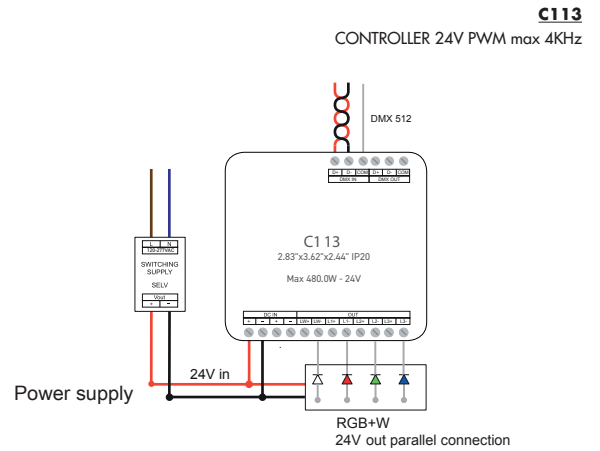 C113
CONTROLLER 24V PWM max 4KHz
DMX 512
D+ D- COM D+ D- COM
DMX IN DMX OUT
C113
2.83"x3.62"x2.44" IP20
Max 480.0W - 24V
L N
120-277VAC
SWITCHING
SUPPLY
SELV
Vout
+ -
DC IN OUT
+ - + - LW+ LW- L1+ L1- L2+ L2- L3+ L3-
24V in
Power supply
RGB+W
24V out parallel connection